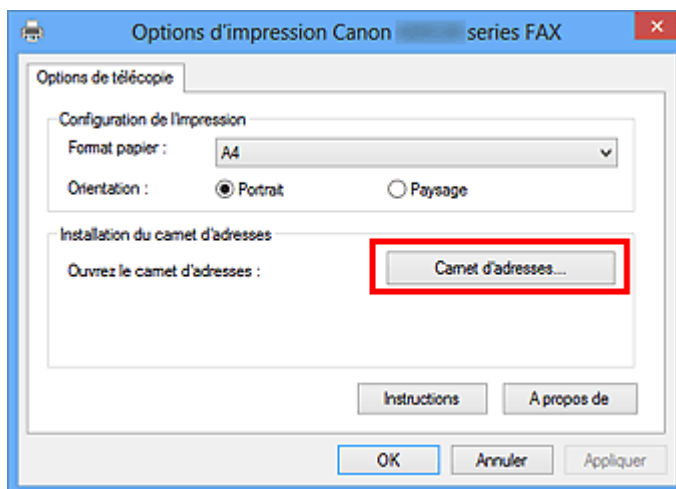 Options d'impression Canon series FAX
Options de télécopie
Configuration de l'impression
Format papier : A4
Orientation : Portrait Paysage
Installation du carnet d'adresses
Ouvrez le carnet d'adresses : Carnet d'adresses...
Instructions A propos de
OK Annuler Appliquer